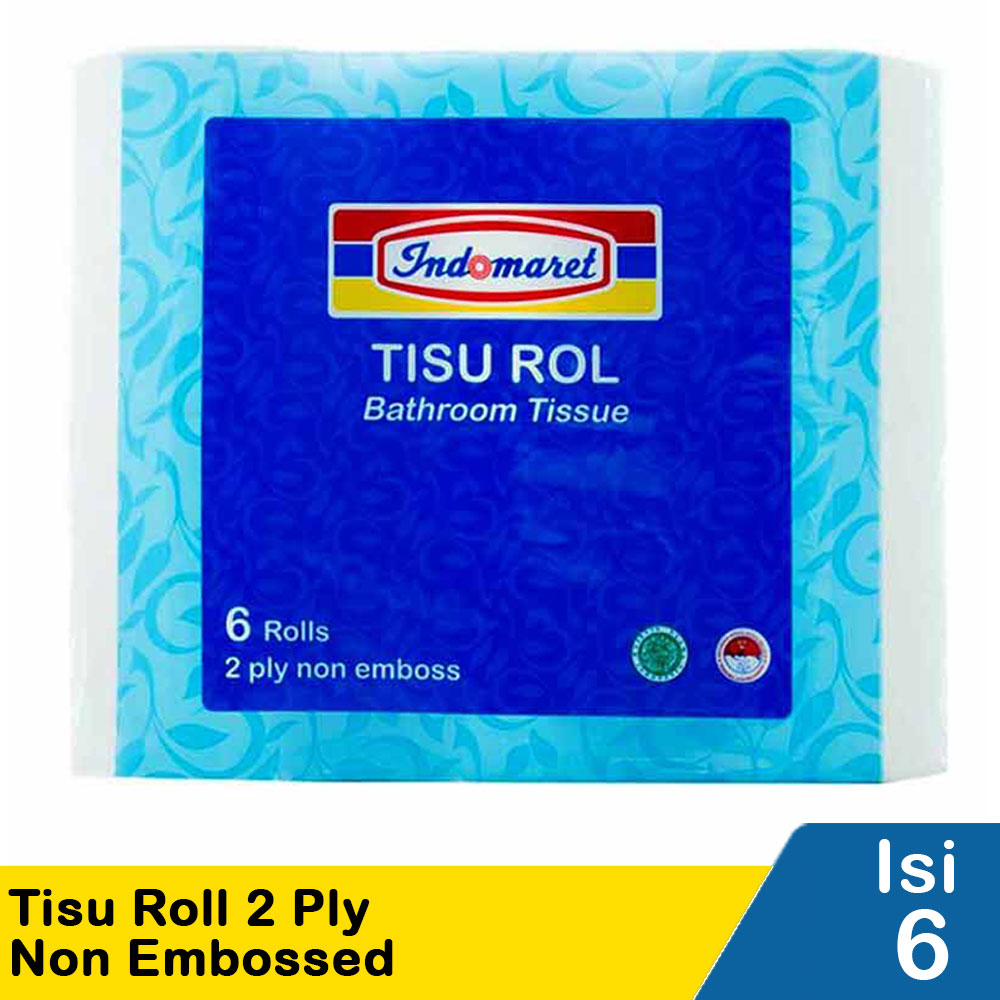 Indomaret
TISU ROL
Bathroom Tissue
6 Rolls
2 ply non emboss
Tisu Roll 2 Ply
Non Embossed
Isi
6